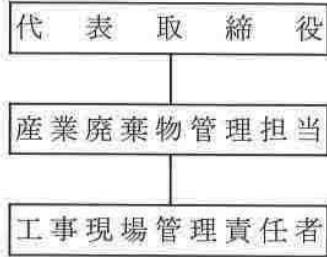 代表取締役
産業廃棄物管理担当
工事現場管理責任者